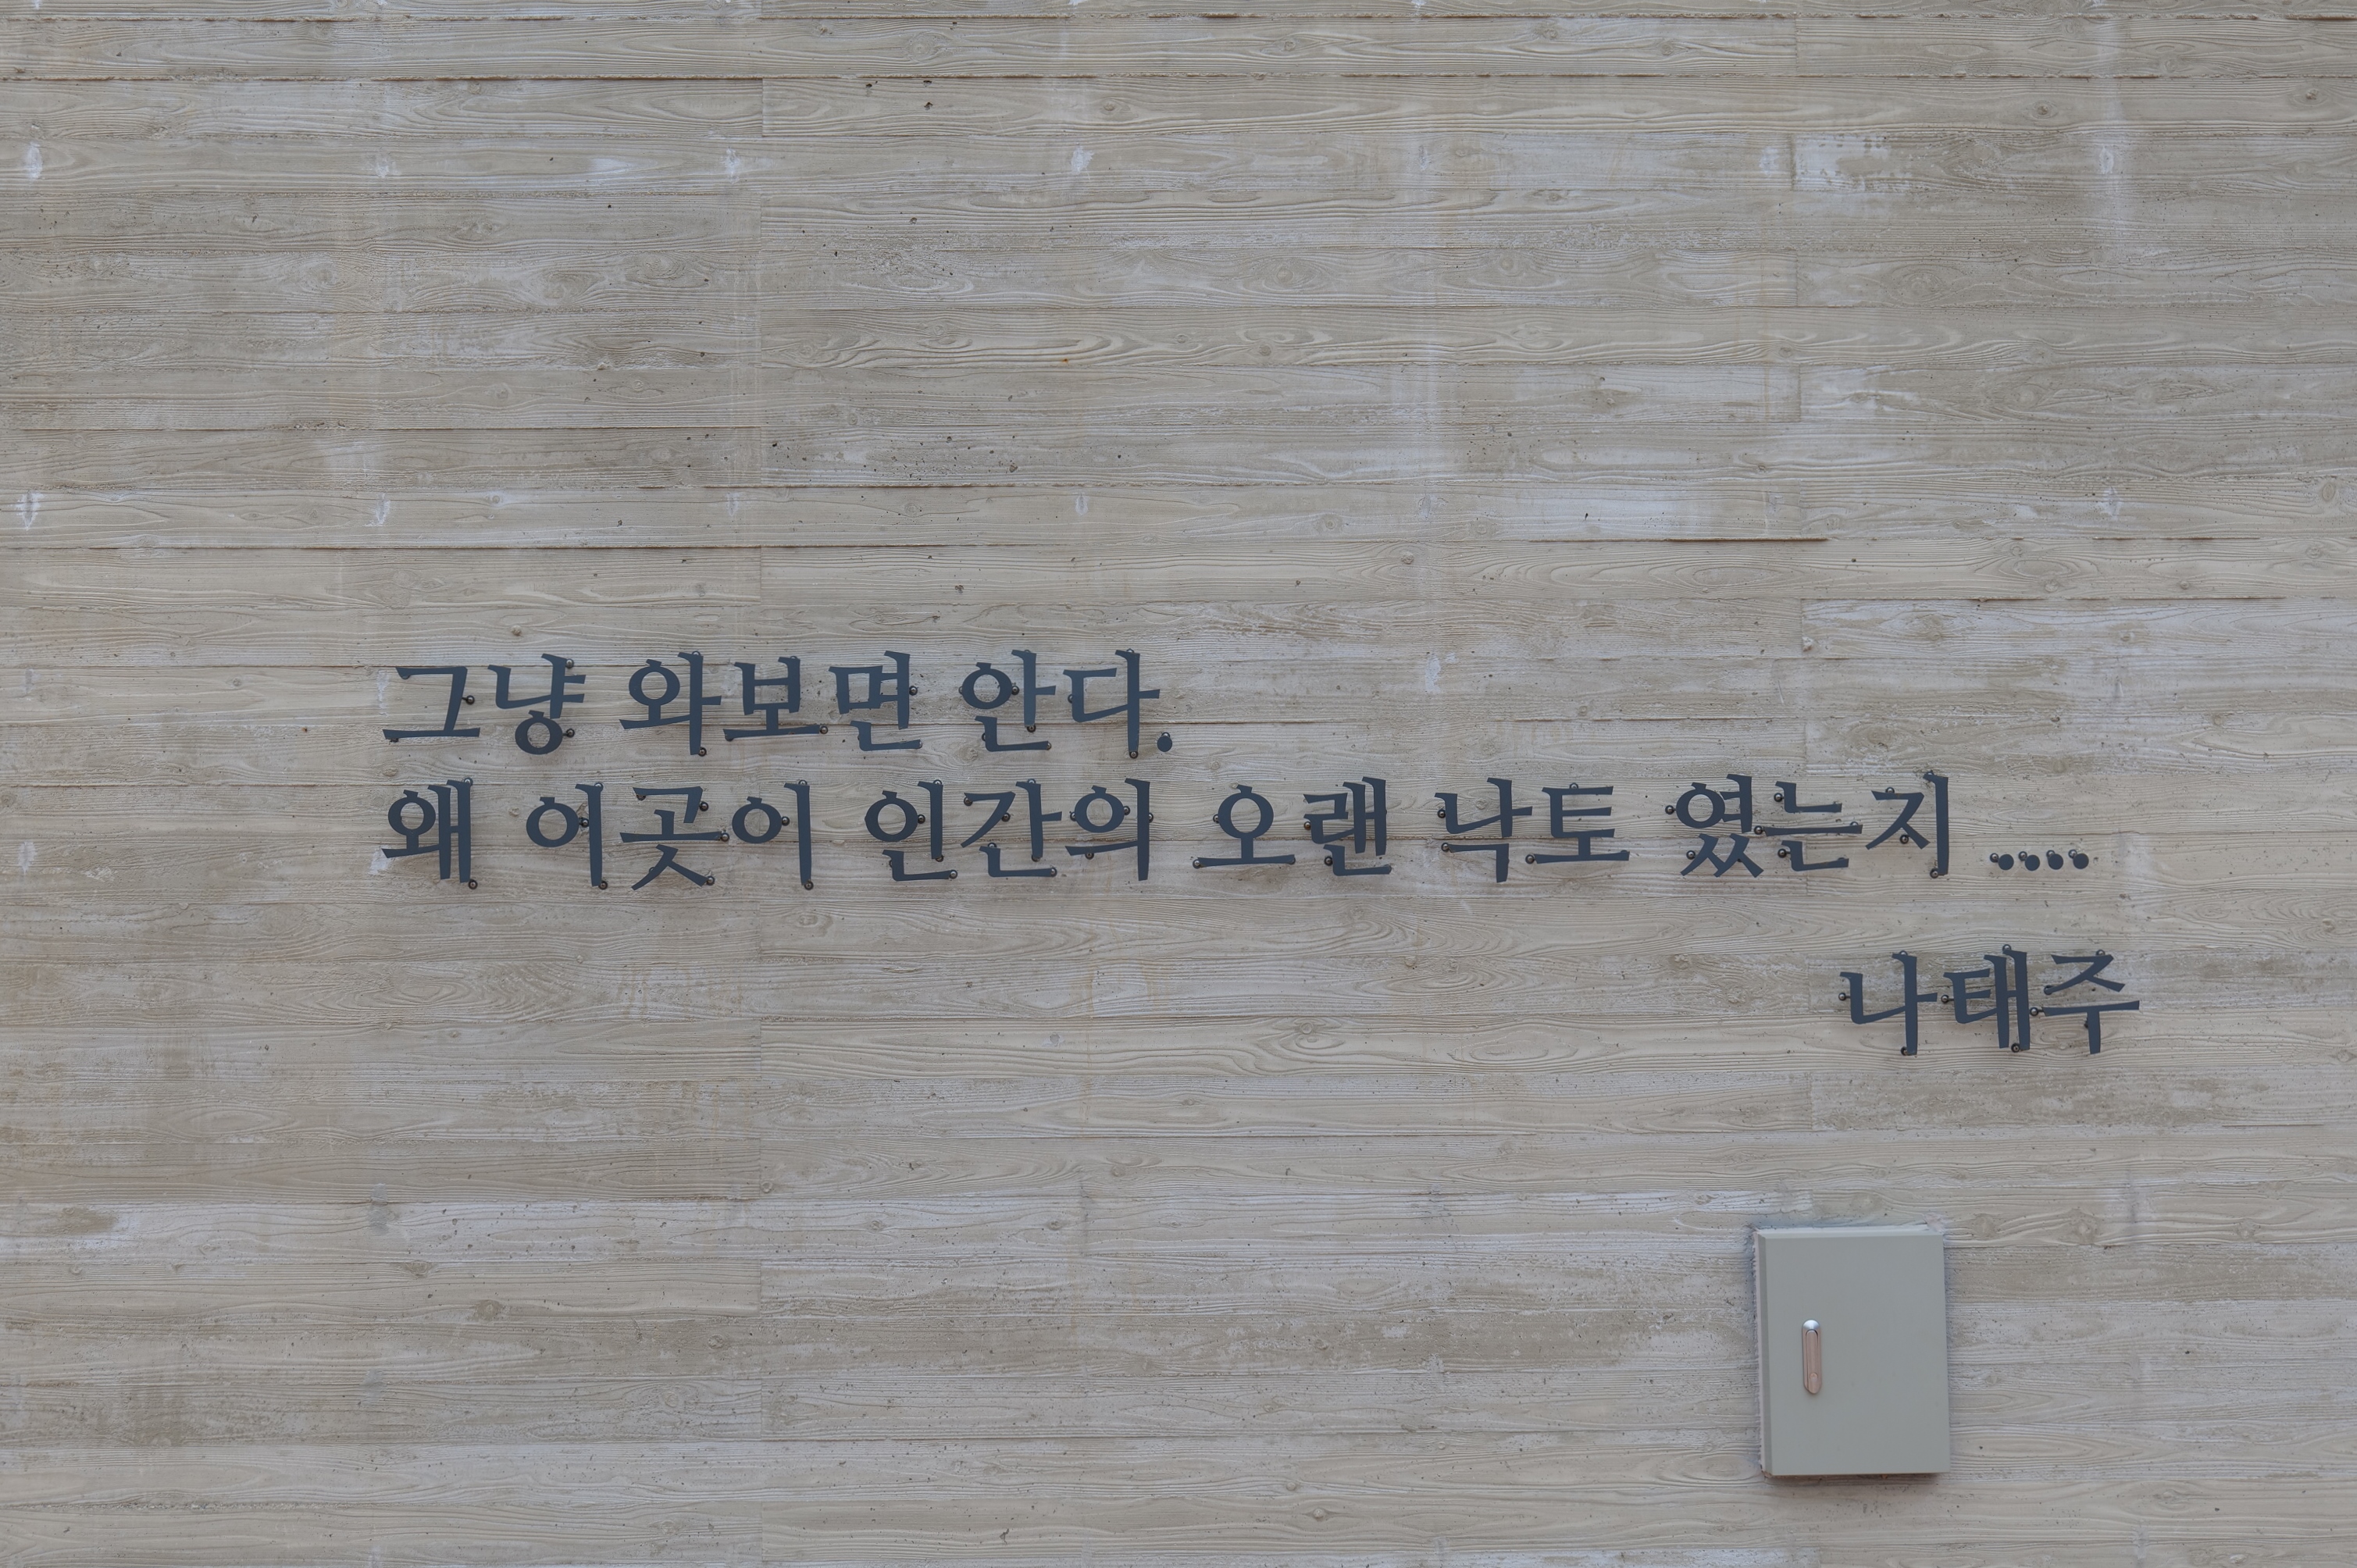 그냥 와보면 안다.
왜 이곳이 인간의 오랜 낙토 였는지 ....
나태주